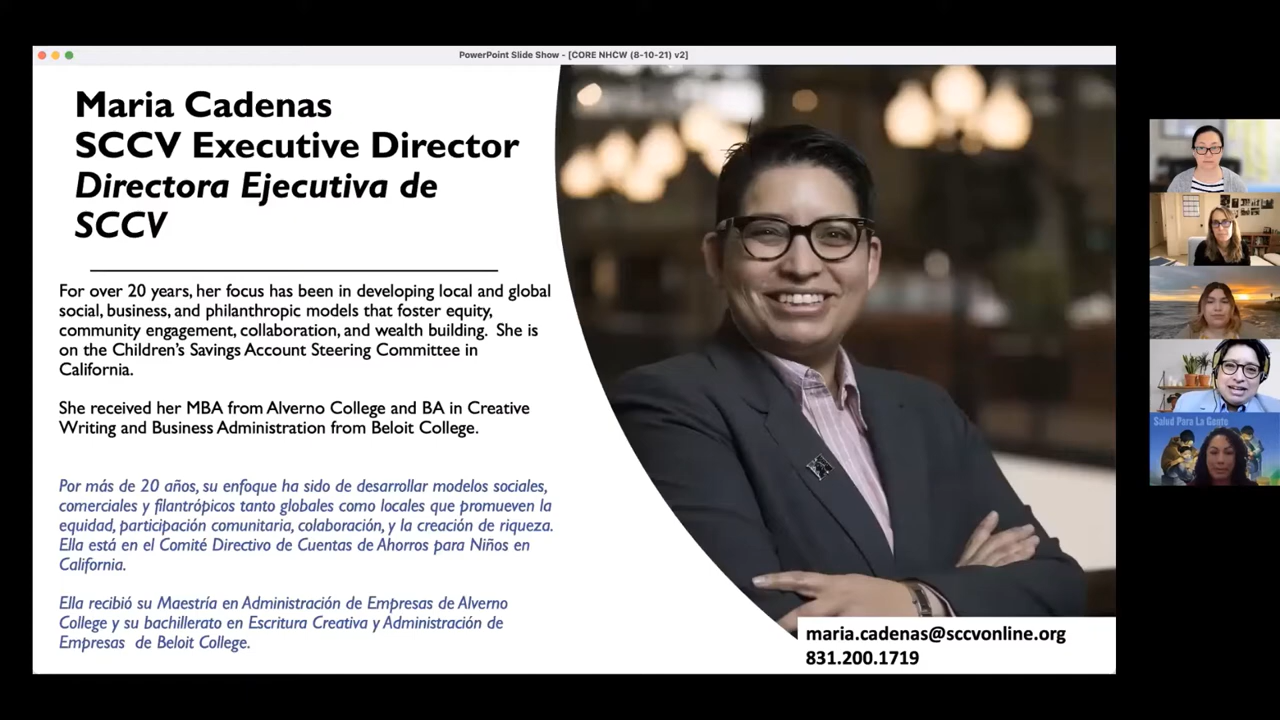 PowerPoint Slide Show - [CORE NHCW (8-10-21) v2]
Maria Cadenas
SCCV Executive Director
Directora Ejecutiva de
SCCV
For over 20 years, her focus has been in developing local and global
social, business, and philanthropic models that foster equity,
community engagement, collaboration, and wealth building. She is
on the Children's Savings Account Steering Committee in
California.
She received her MBA from Alverno College and BA in Creative
Writing and Business Administration from Beloit College.
Por más de 20 años, su enfoque ha sido de desarrollar modelos sociales,
comerciales y filantrópicos tanto globales como locales que promueven la
equidad, participación comunitaria, colaboración, y la creación de riqueza.
Ella está en el Comité Directivo de Cuentas de Ahorros para Niños en
California.
Ella recibió su Maestría en Administración de Empresas de Alverno
College y su bachillerato en Escritura Creativa y Administración de
Empresas de Beloit College.
maria.cadenas@sccvonline.org
831.200.1719
Salud Para La Gente